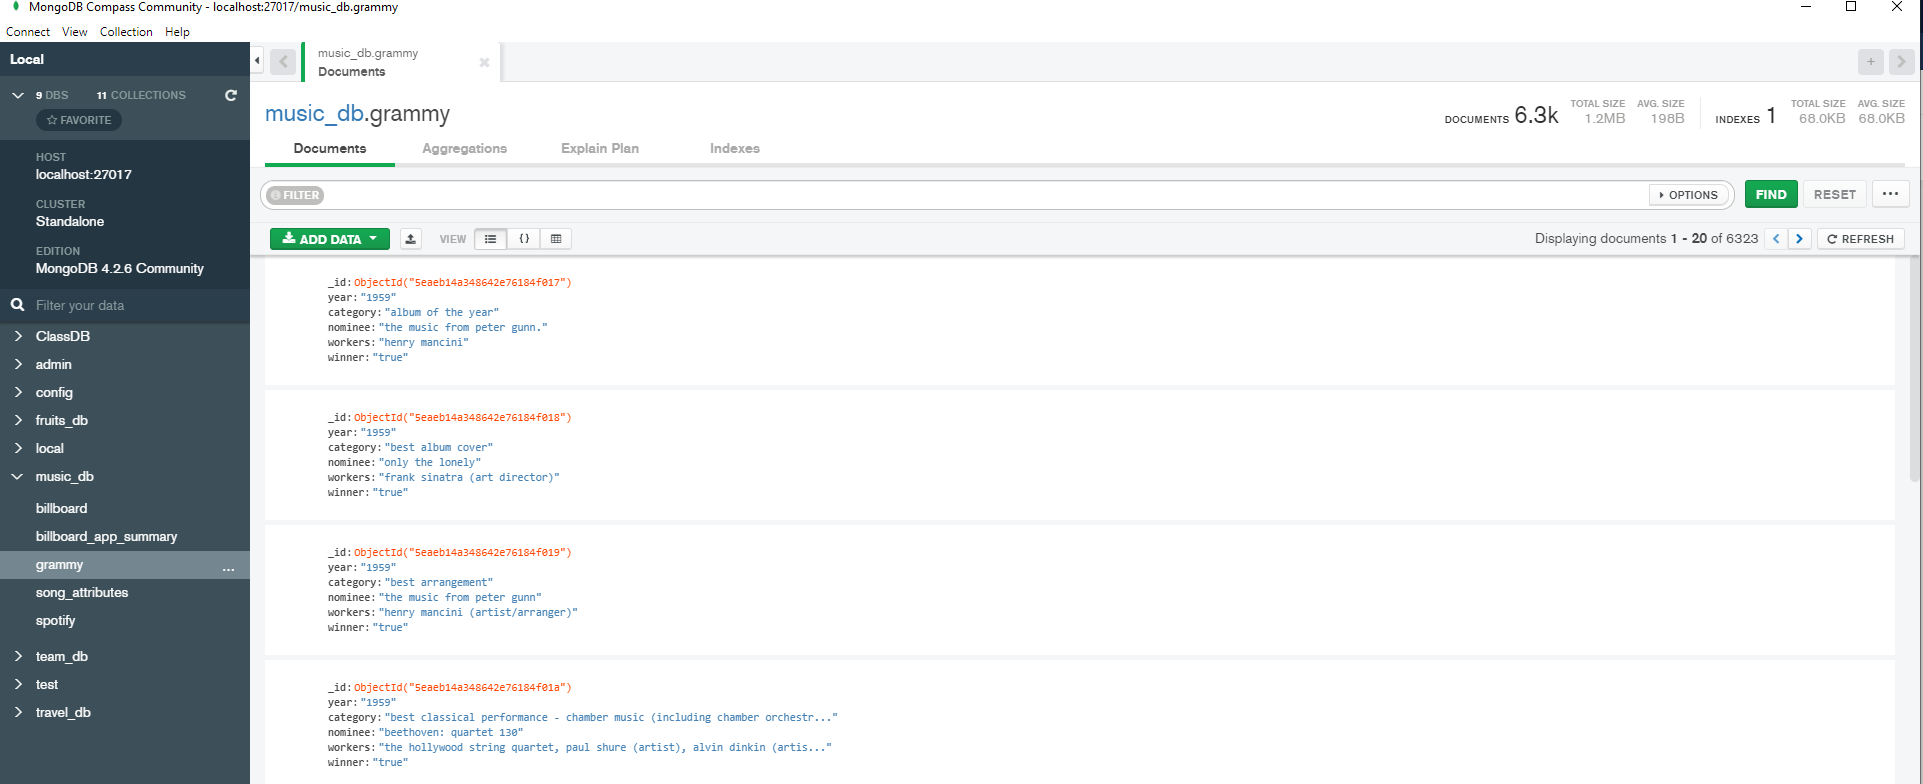 MongoDB Compass Community - localhost:27017/music_db.grammy
Connect View Collection Help
Local
9 DBS 11 COLLECTIONS
FAVORITE
HOST
localhost:27017
CLUSTER
Standalone
EDITION
MongoDB 4.2.6 Community
Filter your data
ClassDB
admin
config
fruits_db
local
music_db
billboard
billboard_app_summary
grammy ...
song_attributes
spotify
team_db
test
travel_db
music_db.grammy
Documents
music_db.grammy
DOCUMENTS 6.3k TOTAL SIZE 1.2MB AVG. SIZE 198B INDEXES 1 TOTAL SIZE 68.0KB AVG. SIZE 68.0KB
Documents Aggregations Explain Plan Indexes
FILTER OPTIONS FIND RESET ...
ADD DATA VIEW {} Displaying documents 1 - 20 of 6323 REFRESH
_id: ObjectId("5eaeb14a348642e76184f017")
year: "1959"
category: "album of the year"
nominee: "the music from peter gunn."
workers: "henry mancini"
winner: "true"
_id: ObjectId("5eaeb14a348642e76184f018")
year: "1959"
category: "best album cover"
nominee: "only the lonely"
workers: "frank sinatra (art director)"
winner: "true"
_id: ObjectId("5eaeb14a348642e76184f019")
year: "1959"
category: "best arrangement"
nominee: "the music from peter gunn"
workers: "henry mancini (artist/arranger)"
winner: "true"
_id: ObjectId("5eaeb14a348642e76184f01a")
year: "1959"
category: "best classical performance - chamber music (including chamber orchestr..."
nominee: "beethoven: quartet 130"
workers: "the hollywood string quartet, paul shure (artist), alvin dinkin (artis..."
winner: "true"